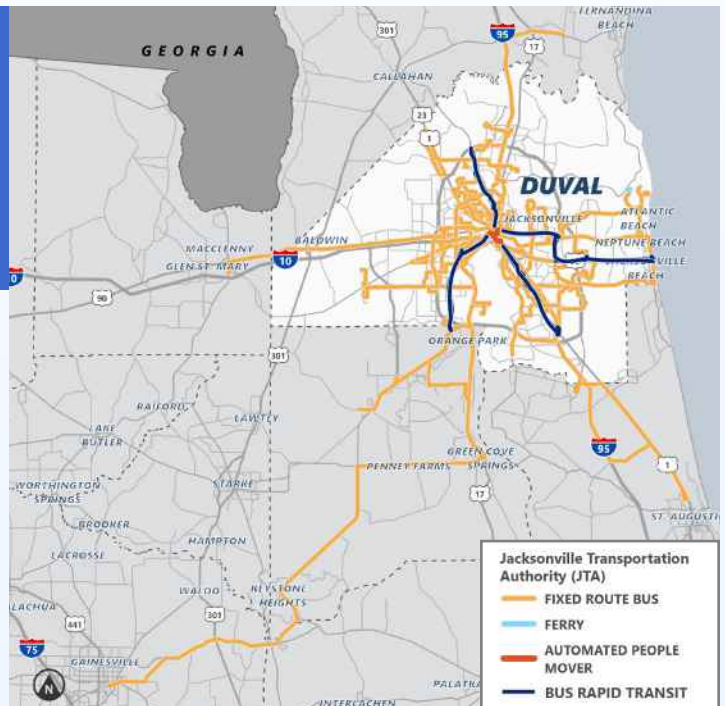 FERNANDINA
BEACH
301
95
17
GEORGIA
CALLAHAN
23
1
DUVAL
JACKSONVILLE
ATLANTIC
BEACH
NEPTUNE BEACH
BEACH
BALDWIN
MACCLENNY
GLEN ST. MARY
10
90
301
ORANGE PARK
RAIFORD
LAWTEY
LAKE
BUTLER
GREEN COVE
SPRINGS
PENNEY FARMS
95
1
STARKE
WORTHINGTON
SPRINGS
17
ST. AUGUSTI
BROOKER
HAMPTON
LACROSSE
WALDO
KEYSTONE
HEIGHTS
ALACHUA
301
441
75
GAINESVILLE
N
PALATKA
INTERLACHEN
Jacksonville Transportation
Authority (JTA)
FIXED ROUTE BUS
FERRY
AUTOMATED PEOPLE
MOVER
BUS RAPID TRANSIT